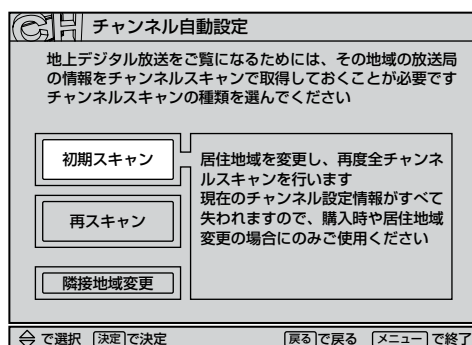 CH チャンネル自動設定
地上デジタル放送をご覧になるためには、その地域の放送局
の情報をチャンネルスキャンで取得しておくことが必要です
チャンネルスキャンの種類を選んでください
初期スキャン
再スキャン
隣接地域変更
居住地域を変更し、再度全チャンネ
ルスキャンを行います
現在のチャンネル設定情報がすべて
失われますので、購入時や居住地域
変更の場合にのみご使用ください
で選択 決定で決定 戻るで戻る メニューで終了